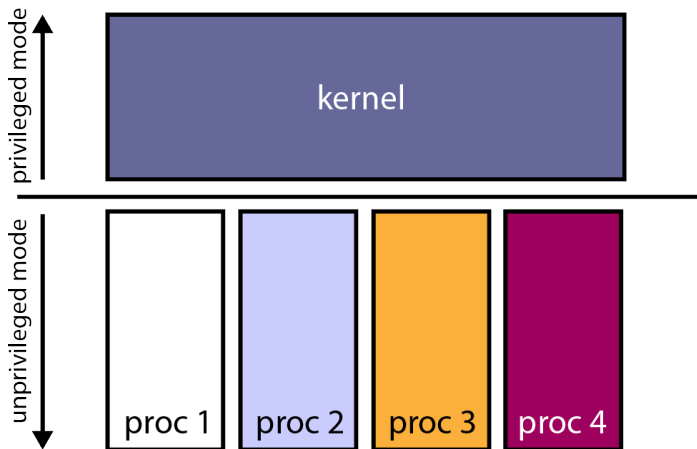 privileged mode
kernel
unprivileged mode
proc 1
proc 2
proc 3
proc 4